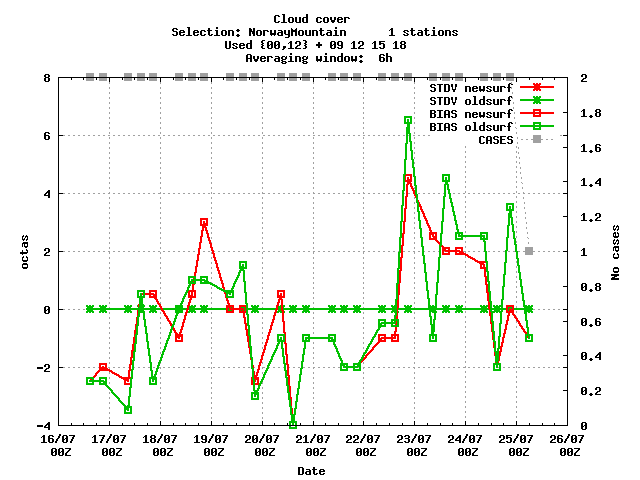 Cloud cover
Selection: NorwayMountain 1 stations
Used {00,12} + 09 12 15 18
Averaging window: 6h
8 2
STDV newsurf
STDV oldsurf
BIAS newsurf
BIAS oldsurf
CASES
6 1.8
1.6
4 1.4
1.2
2 1
0.8
0 0.6
-2 0.4
0.2
-4 0
octas
No cases
16/07 17/07 18/07 19/07 20/07 21/07 22/07 23/07 24/07 25/07 26/07
00Z 00Z 00Z 00Z 00Z 00Z 00Z 00Z 00Z 00Z 00Z
Date